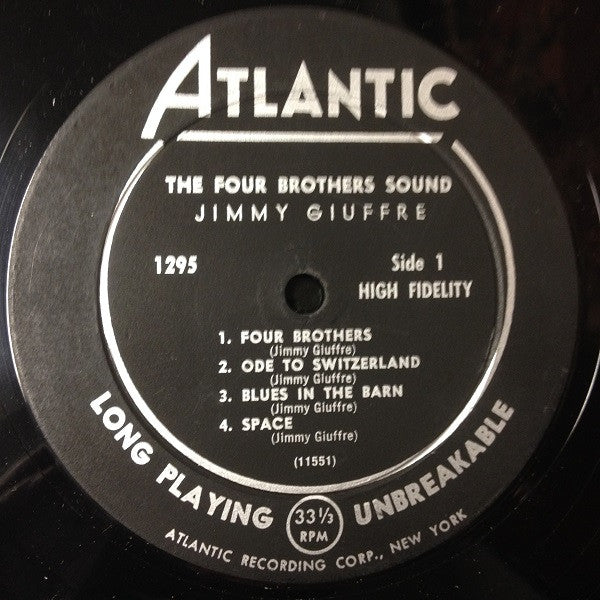 ATLANTIC
THE FOUR BROTHERS SOUND
JIMMY GIUFFRE
1295
Side 1
HIGH FIDELITY
1. FOUR BROTHERS
(Jimmy Giuffre)
2. ODE TO SWITZERLAND
(Jimmy Giuffre)
3. BLUES IN THE BARN
(Jimmy Giuffre)
4. SPACE
(Jimmy Giuffre)
(11551)
LONG PLAYING
33⅓
RPM
UNBREAKABLE
ATLANTIC RECORDING CORP., NEW YORK